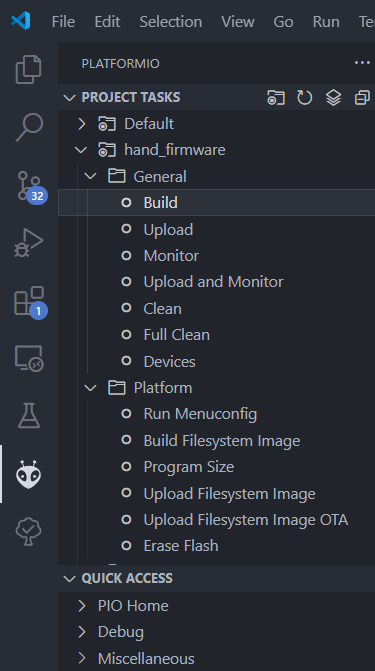 File Edit Selection View Go Run
PLATFORMIO
PROJECT TASKS
Default
hand_firmware
General
32
Build
Upload
Monitor
Upload and Monitor
1
Clean
Full Clean
Devices
Platform
Run Menuconfig
Build Filesystem Image
Program Size
Upload Filesystem Image
Upload Filesystem Image OTA
Erase Flash
QUICK ACCESS
PIO Home
Debug
Miscellaneous